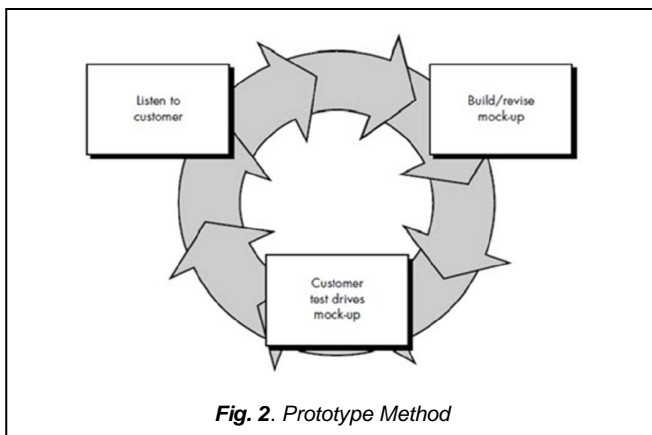 Listen to
customer
Build/revise
mock-up
Customer
test drives
mock-up
Fig. 2. Prototype Method